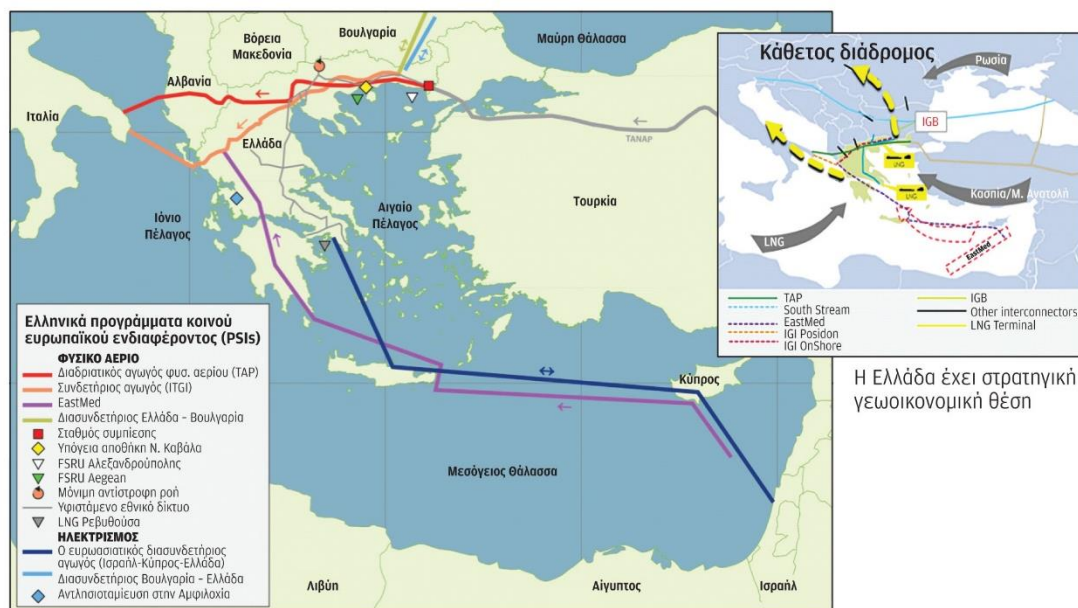 Βόρεια
Μακεδονία
Βουλγαρία
Μαύρη Θάλασσα
Αλβανία
Ιταλία
TANAP
Ελλάδα
Τουρκία
Αιγαίο
Πέλαγος
Ιόνιο
Πέλαγος
Κύπρος
Μεσόγειος Θάλασσα
Λιβύη
Αίγυπτος
Ισραήλ
Ελληνικά προγράμματα κοινού
ευρωπαϊκού ενδιαφέροντος (PSIs)
ΦΥΣΙΚΟ ΑΕΡΙΟ
Διαδριατικός αγωγός φυσ. αερίου (TAP)
Συνδετήριος αγωγός (ITGI)
EastMed
Διασυνδετήριος Ελλάδα - Βουλγαρία
Σταθμός συμπίεσης
Υπόγεια αποθήκη Ν. Καβάλα
FSRU Αλεξανδρούπολης
FSRU Aegean
Μόνιμη αντίστροφη ροή
Υφιστάμενο εθνικό δίκτυο
LNG Ρεβυθούσα
ΗΛΕΚΤΡΙΣΜΟΣ
Ο ευρωασιατικός διασυνδετήριος
αγωγός (Ισραήλ-Κύπρος-Ελλάδα)
Διασυνδετήριος Βουλγαρία - Ελλάδα
Αντλησιοταμίευση στην Αμφιλοχία
Κάθετος διάδρομος
Ρωσία
IGB
LNG
LNG
Κασπία/Μ. Ανατολή
LNG
EastMed
TAP
South Stream
EastMed
IGI Posidon
IGI OnShore
IGB
Other interconnectors
LNG Terminal
Η Ελλάδα έχει στρατηγική
γεωοικονομική θέση